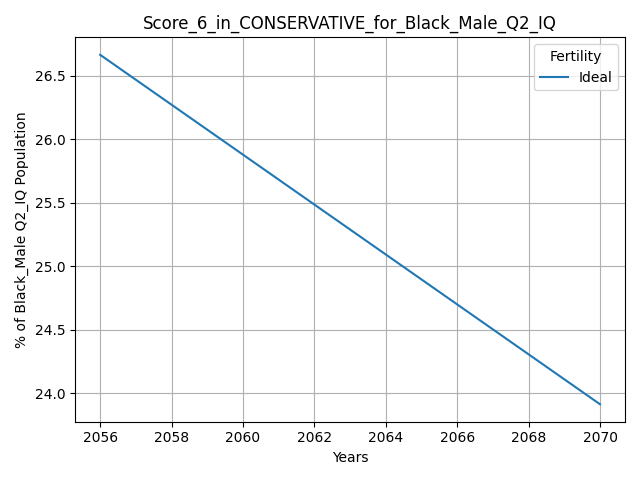 Score_6_in_CONSERVATIVE_for_Black_Male_Q2_IQ
Fertility
Ideal
% of Black_Male Q2_IQ Population
26.5
26.0
25.5
25.0
24.5
24.0
2056 2058 2060 2062 2064 2066 2068 2070
Years